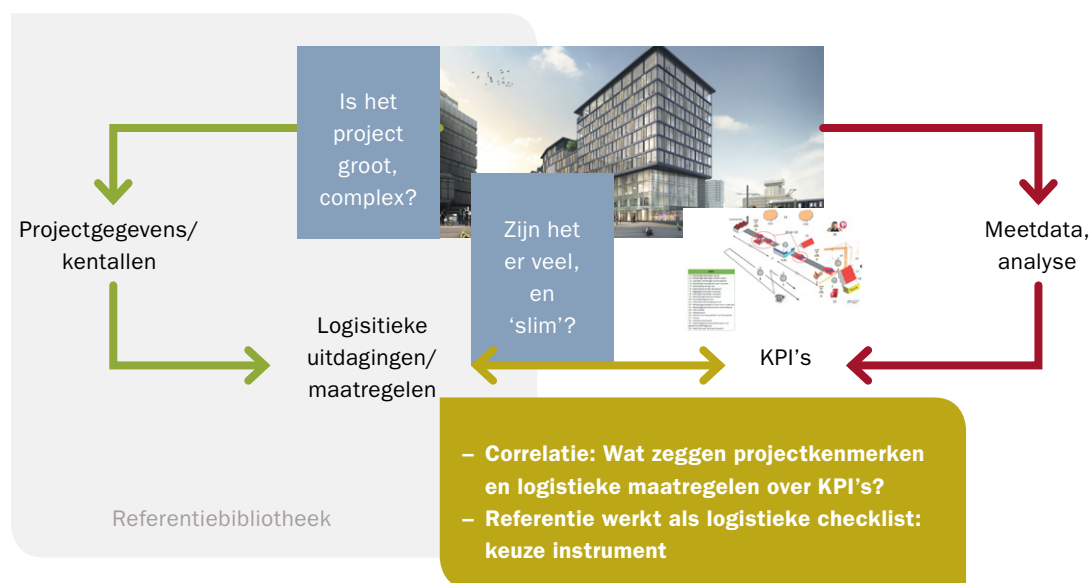 Is het
project
groot,
complex?
Zijn het
er veel,
en
‘slim’?
Projectgegevens/
kentallen
Logisitieke
uitdagingen/
maatregelen
KPI’s
Meetdata,
analyse
– Correlatie: Wat zeggen projectkenmerken
en logistieke maatregelen over KPI’s?
– Referentie werkt als logistieke checklist:
keuze instrument
Referentiebibliotheek